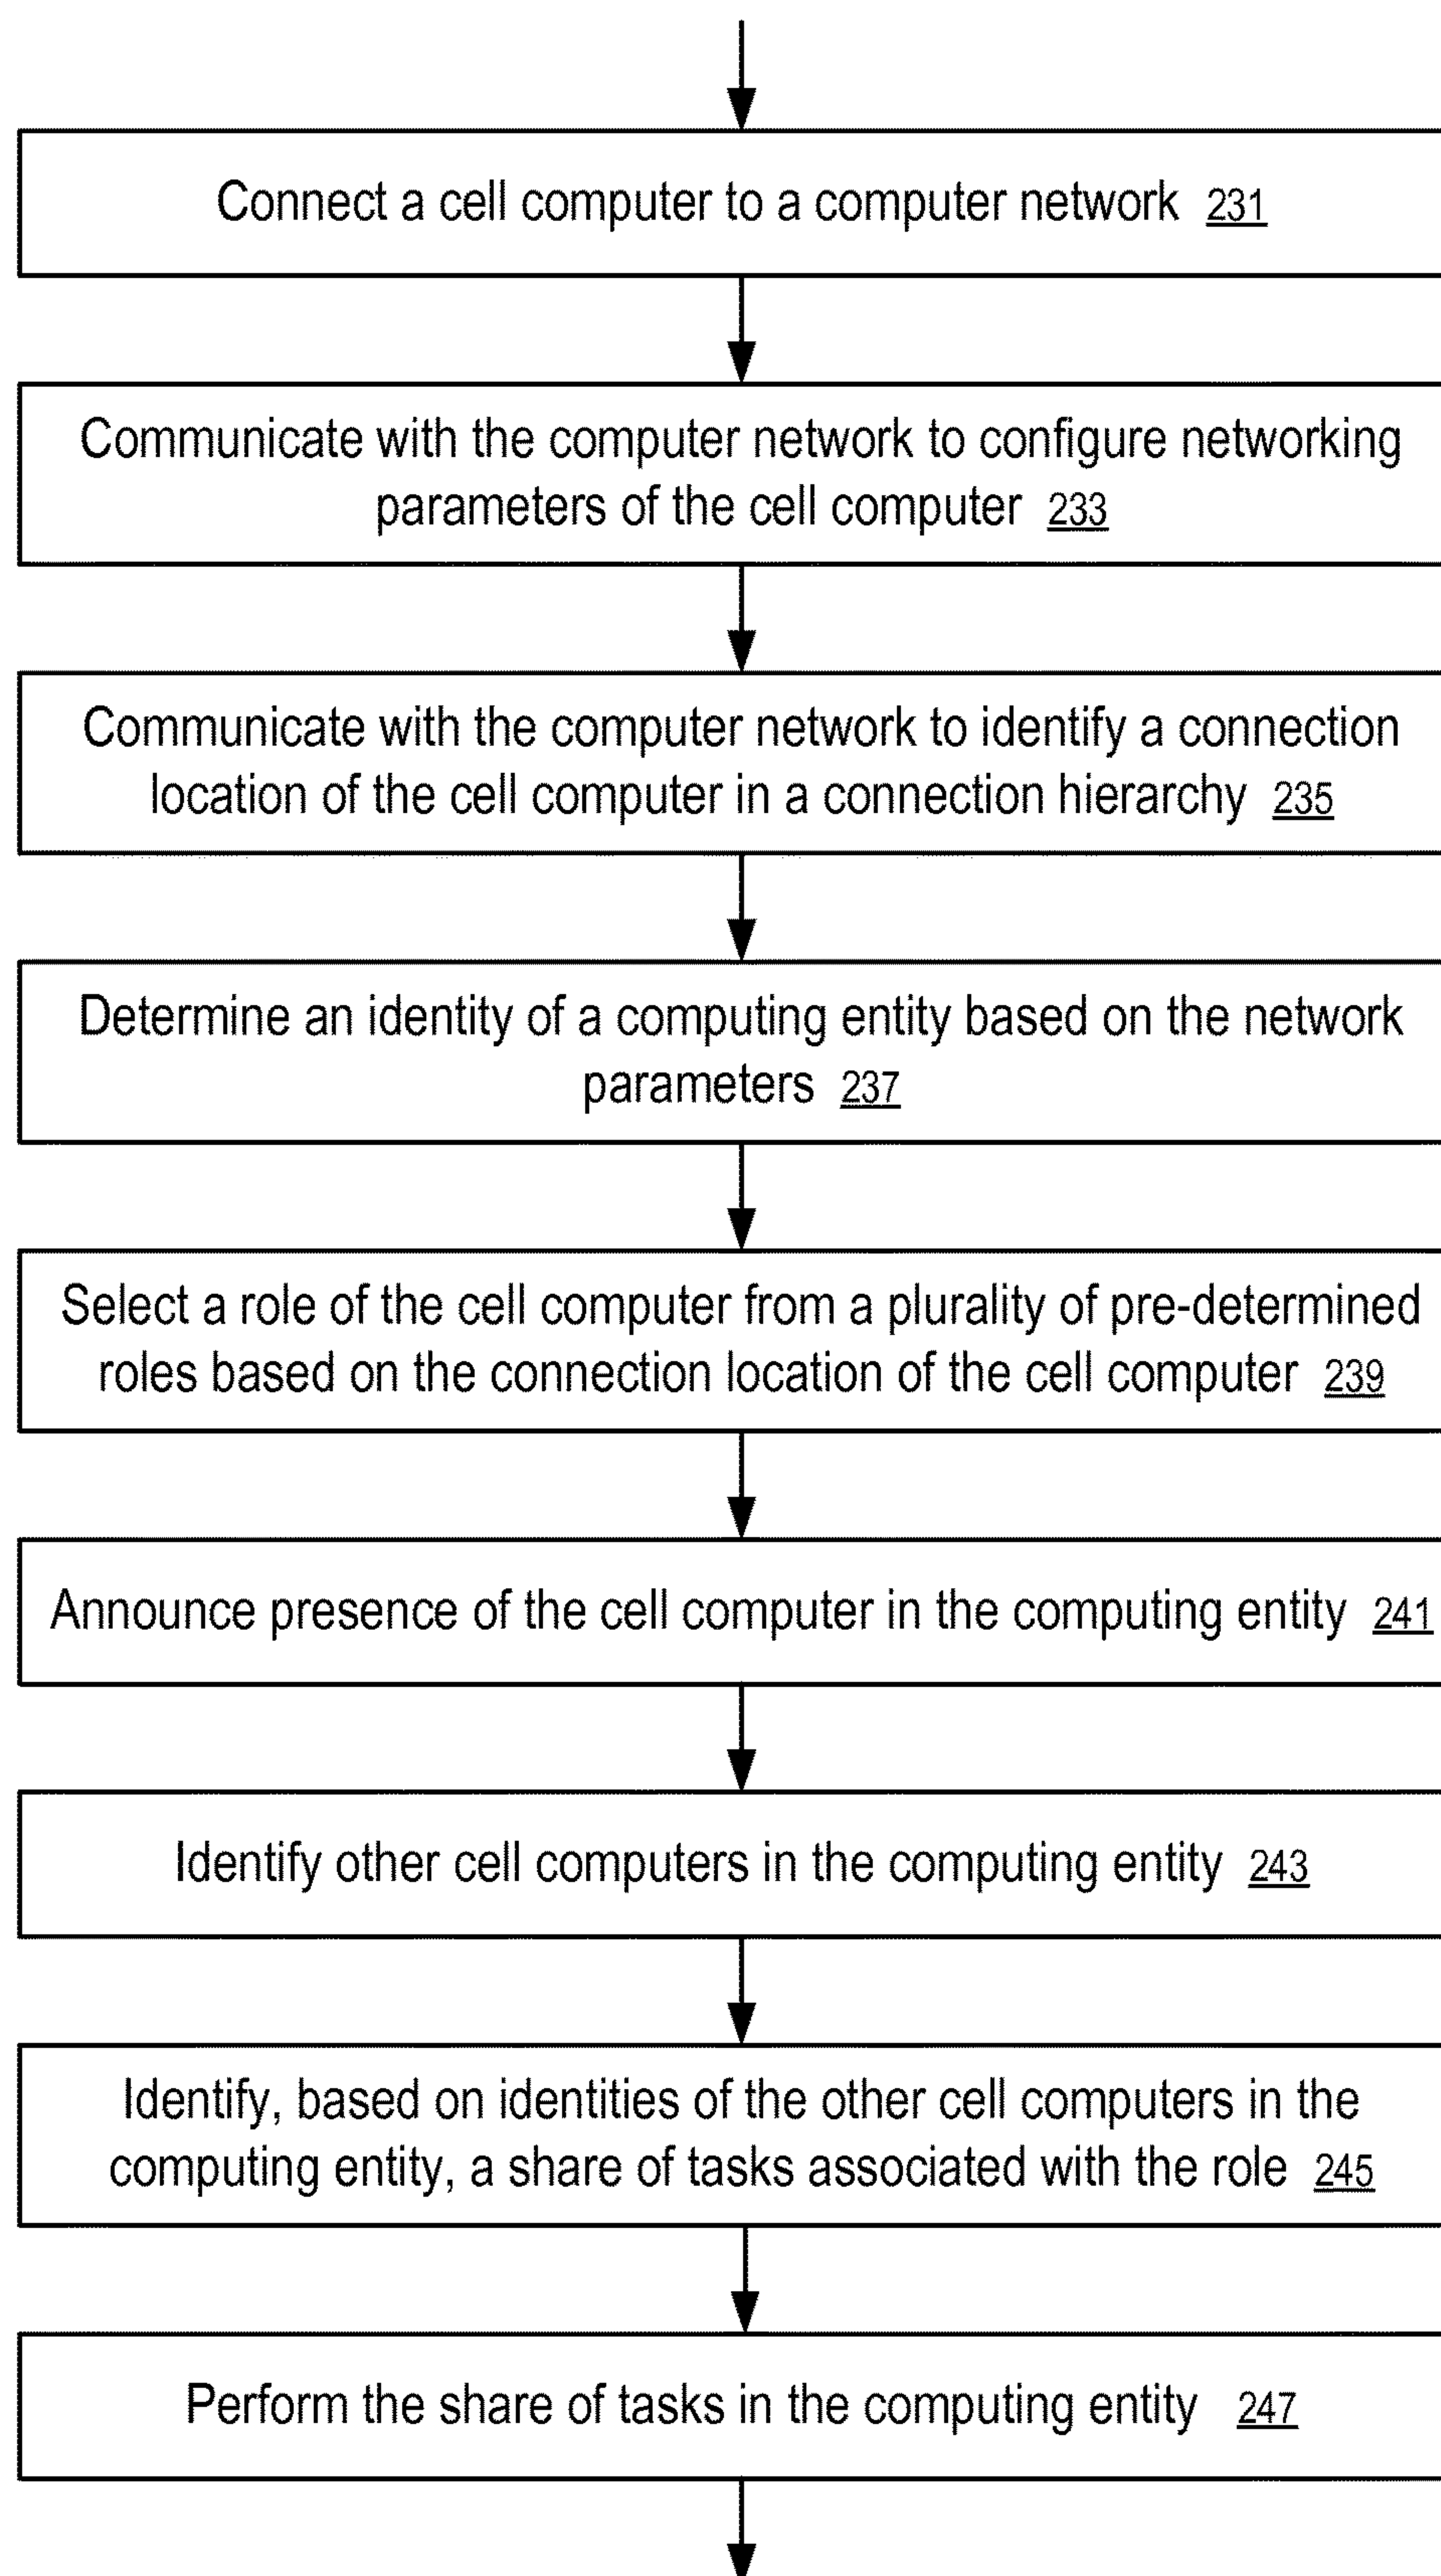 Connect a cell computer to a computer network 231
Communicate with the computer network to configure networking
parameters of the cell computer 233
Communicate with the computer network to identify a connection
location of the cell computer in a connection hierarchy 235
Determine an identity of a computing entity based on the network
parameters 237
Select a role of the cell computer from a plurality of pre-determined
roles based on the connection location of the cell computer 239
Announce presence of the cell computer in the computing entity 241
Identify other cell computers in the computing entity 243
Identify, based on identities of the other cell computers in the
computing entity, a share of tasks associated with the role 245
Perform the share of tasks in the computing entity 247